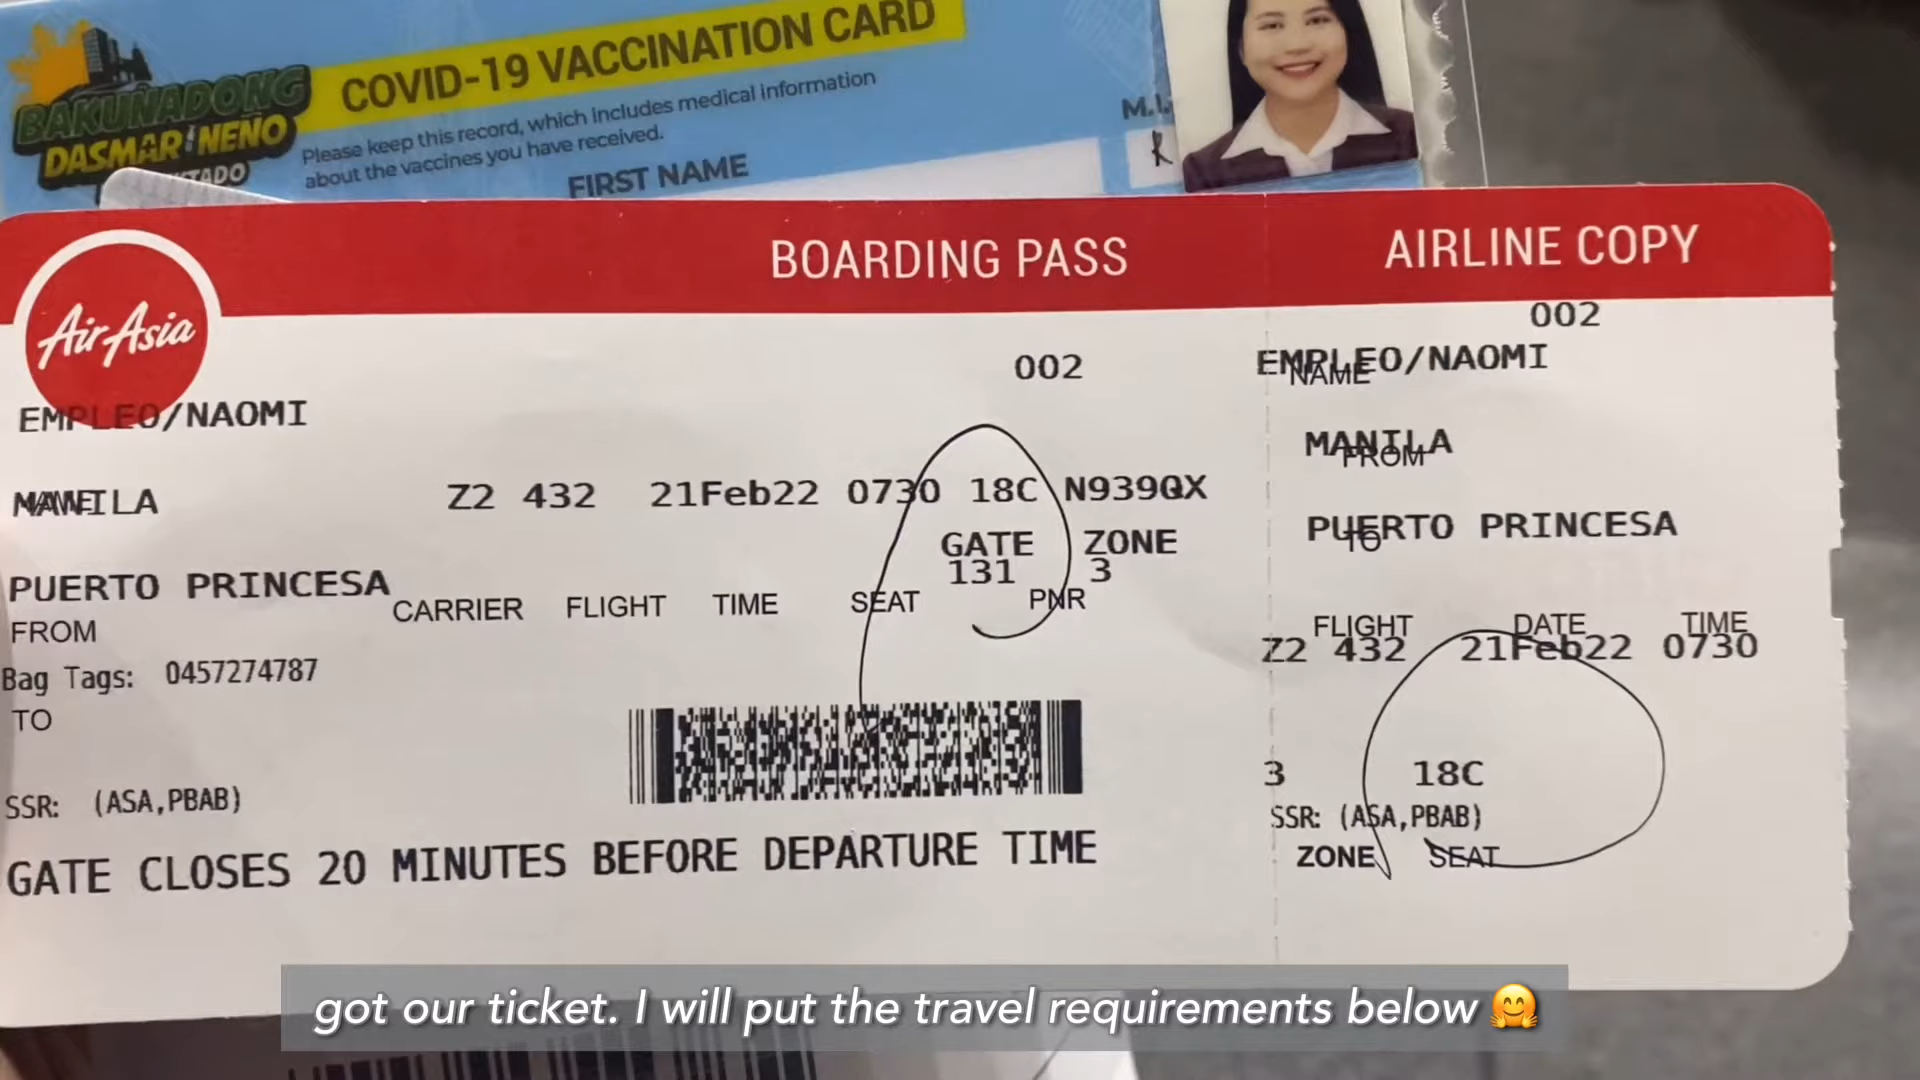 BAKUNADONG
DASMARIÑENO
COVID-19 VACCINATION CARD
Please keep this record, which includes medical information
about the vaccines you have received.
FIRST NAME
M.I.
R
BOARDING PASS
AirAsia
002
EMPLEO/NAOMI
MANILA
NAME
Z2 432 21Feb22 0730 18C N939QX
GATE ZONE
131 3
PUERTO PRINCESA
CARRIER FLIGHT TIME SEAT PNR
FROM
Bag Tags: 0457274787
TO
SSR: (ASA,PBAB)
GATE CLOSES 20 MINUTES BEFORE DEPARTURE TIME
AIRLINE COPY
002
EMPLEO/NAOMI
NAME
MANILA
FROM
PUERTO PRINCESA
TO
FLIGHT DATE TIME
Z2 432 21Feb22 0730
3 18C
SSR: (ASA,PBAB)
ZONE SEAT
got our ticket. I will put the travel requirements below 🤗